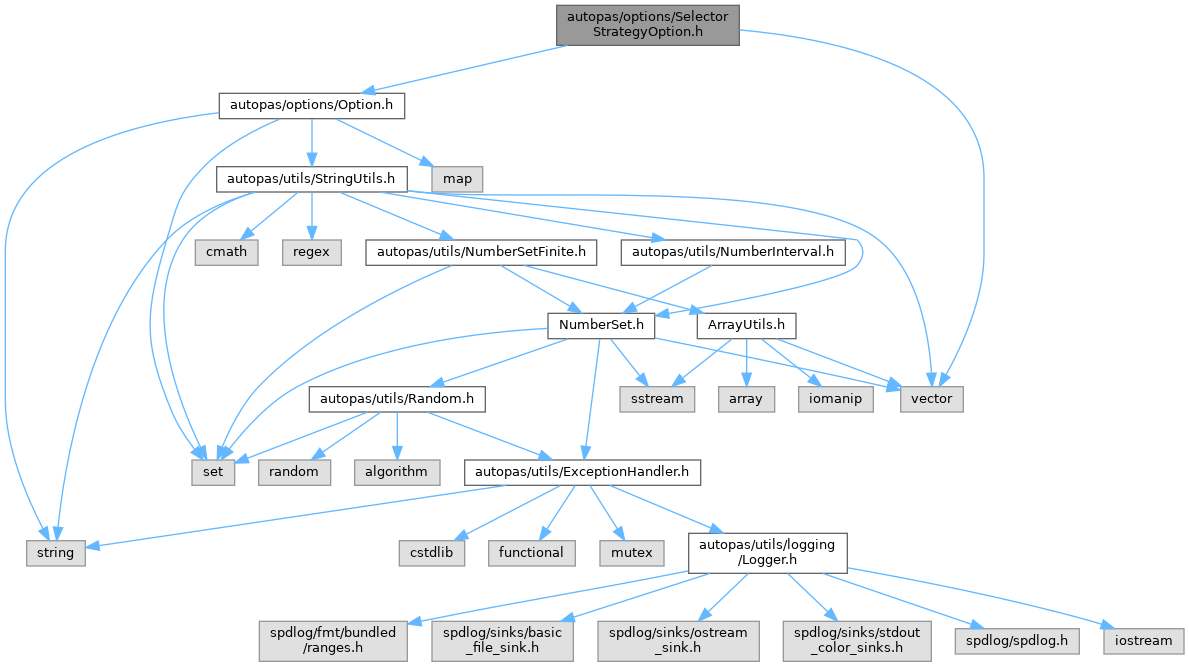 autopas/options/Selector
StrategyOption.h
autopas/options/Option.h
autopas/utils/StringUtils.h
map
cmath
regex
autopas/utils/NumberSetFinite.h
autopas/utils/NumberInterval.h
NumberSet.h
ArrayUtils.h
autopas/utils/Random.h
sstream
array
iomanip
vector
set
random
algorithm
autopas/utils/ExceptionHandler.h
string
cstdlib
functional
mutex
autopas/utils/logging
/Logger.h
spdlog/fmt/bundled
/ranges.h
spdlog/sinks/basic
_file_sink.h
spdlog/sinks/ostream
_sink.h
spdlog/sinks/stdout
_color_sinks.h
spdlog/spdlog.h
iostream